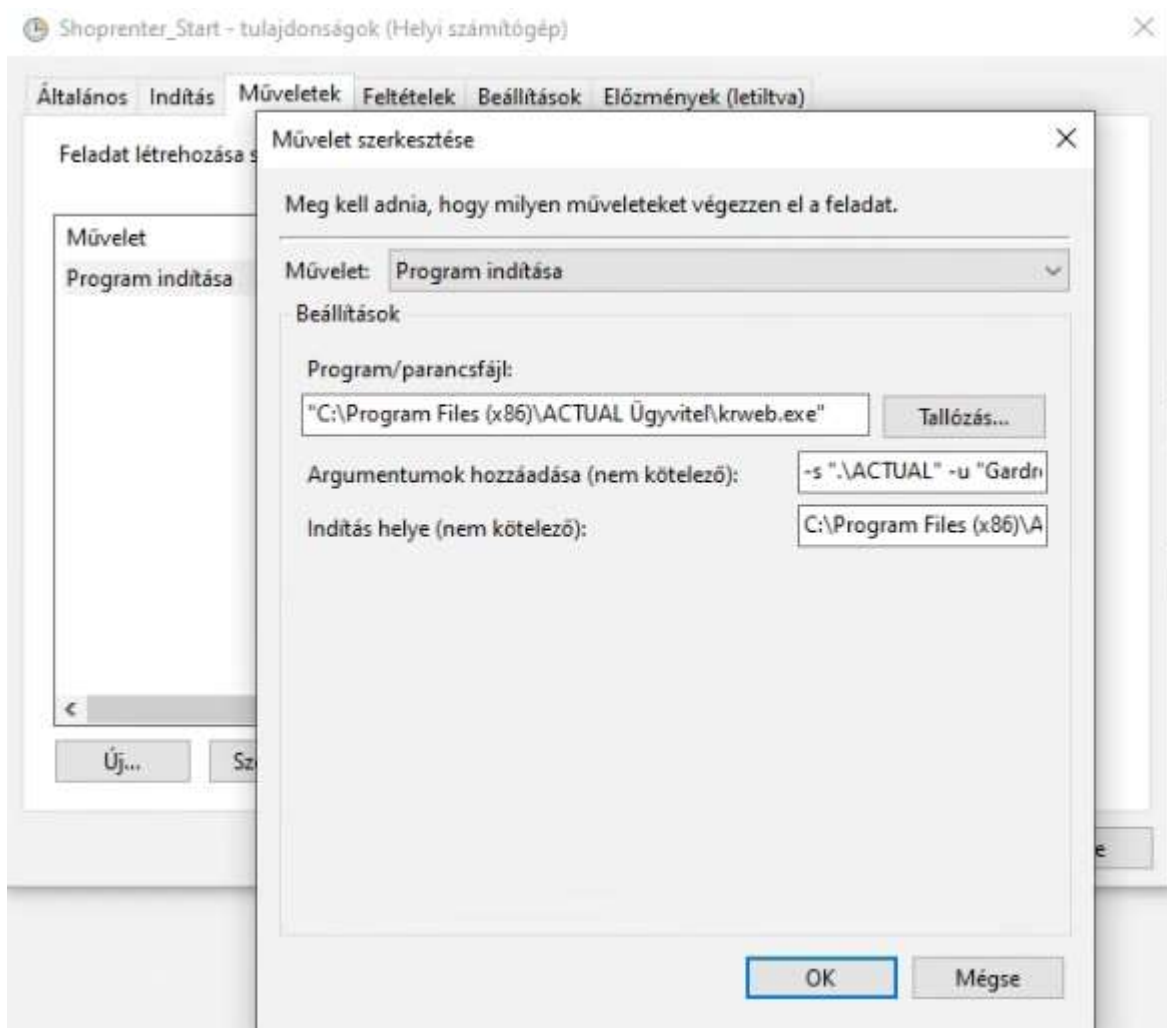 Shoprenter_Start - tulajdonságok (Helyi számítógép)
Általános Indítás Műveletek Feltételek Beállítások Előzmények (letiltva)
Feladat létrehozása s
Művelet
Program indítása
Új...
Sz
e
Művelet szerkesztése
Meg kell adnia, hogy milyen műveleteket végezzen el a feladat.
Művelet: Program indítása
Beállítások
Program/parancsfájl:
"C:\Program Files (x86)\ACTUAL Ügyvitel\krweb.exe" Tallózás...
Argumentumok hozzáadása (nem kötelező): -s ".\ACTUAL" -u "Gardr
Indítás helye (nem kötelező): C:\Program Files (x86)\A
OK Mégse